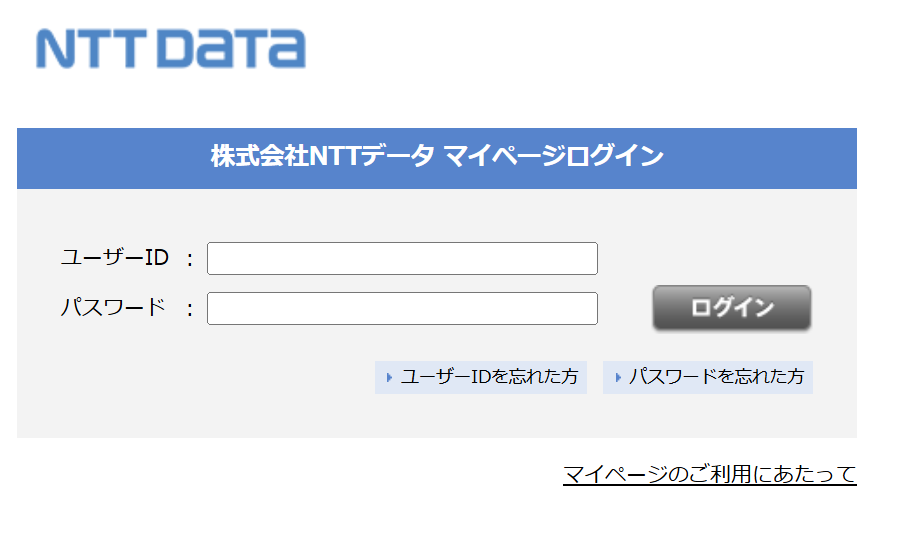 NTT DATA
株式会社NTTデータ マイページログイン
ユーザーID ：
パスワード ：
ログイン
ユーザーIDを忘れた方 パスワードを忘れた方
マイページのご利用にあたって